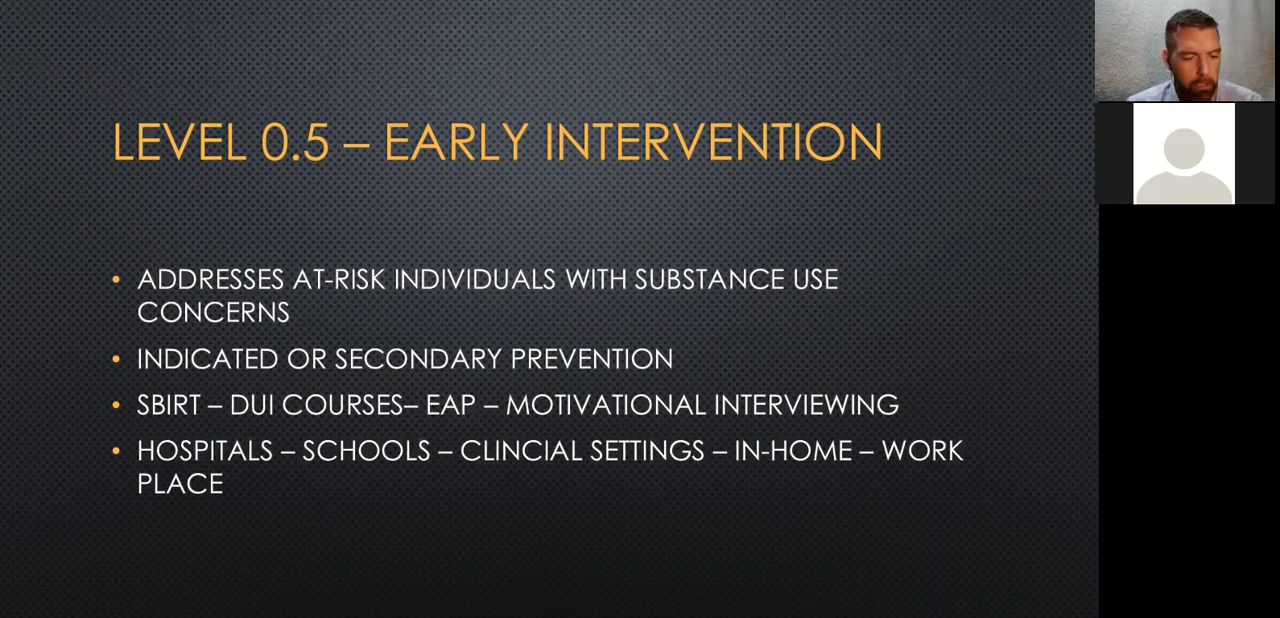 LEVEL 0.5 – EARLY INTERVENTION
• ADDRESSES AT-RISK INDIVIDUALS WITH SUBSTANCE USE
CONCERNS
• INDICATED OR SECONDARY PREVENTION
• SBIRT – DUI COURSES– EAP – MOTIVATIONAL INTERVIEWING
• HOSPITALS – SCHOOLS – CLINCIAL SETTINGS – IN-HOME – WORK
PLACE